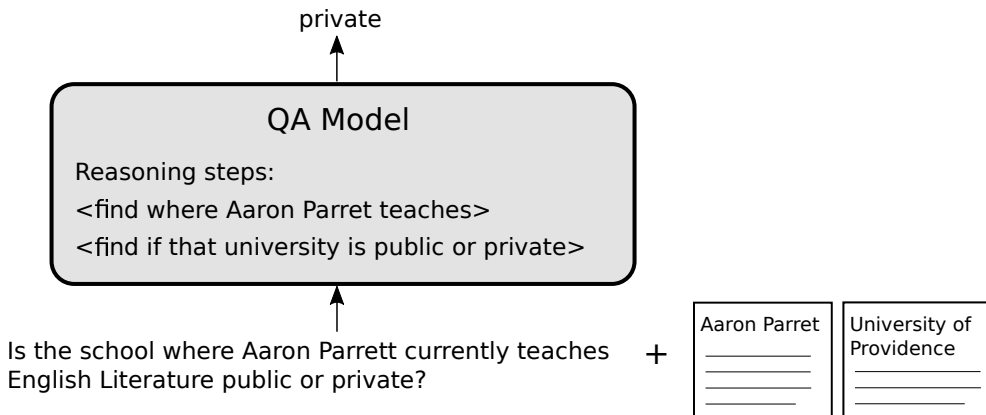 private
QA Model
Reasoning steps:
<find where Aaron Parret teaches>
<find if that university is public or private>
Is the school where Aaron Parrett currently teaches
English Literature public or private?
+
Aaron Parret
University of
Providence